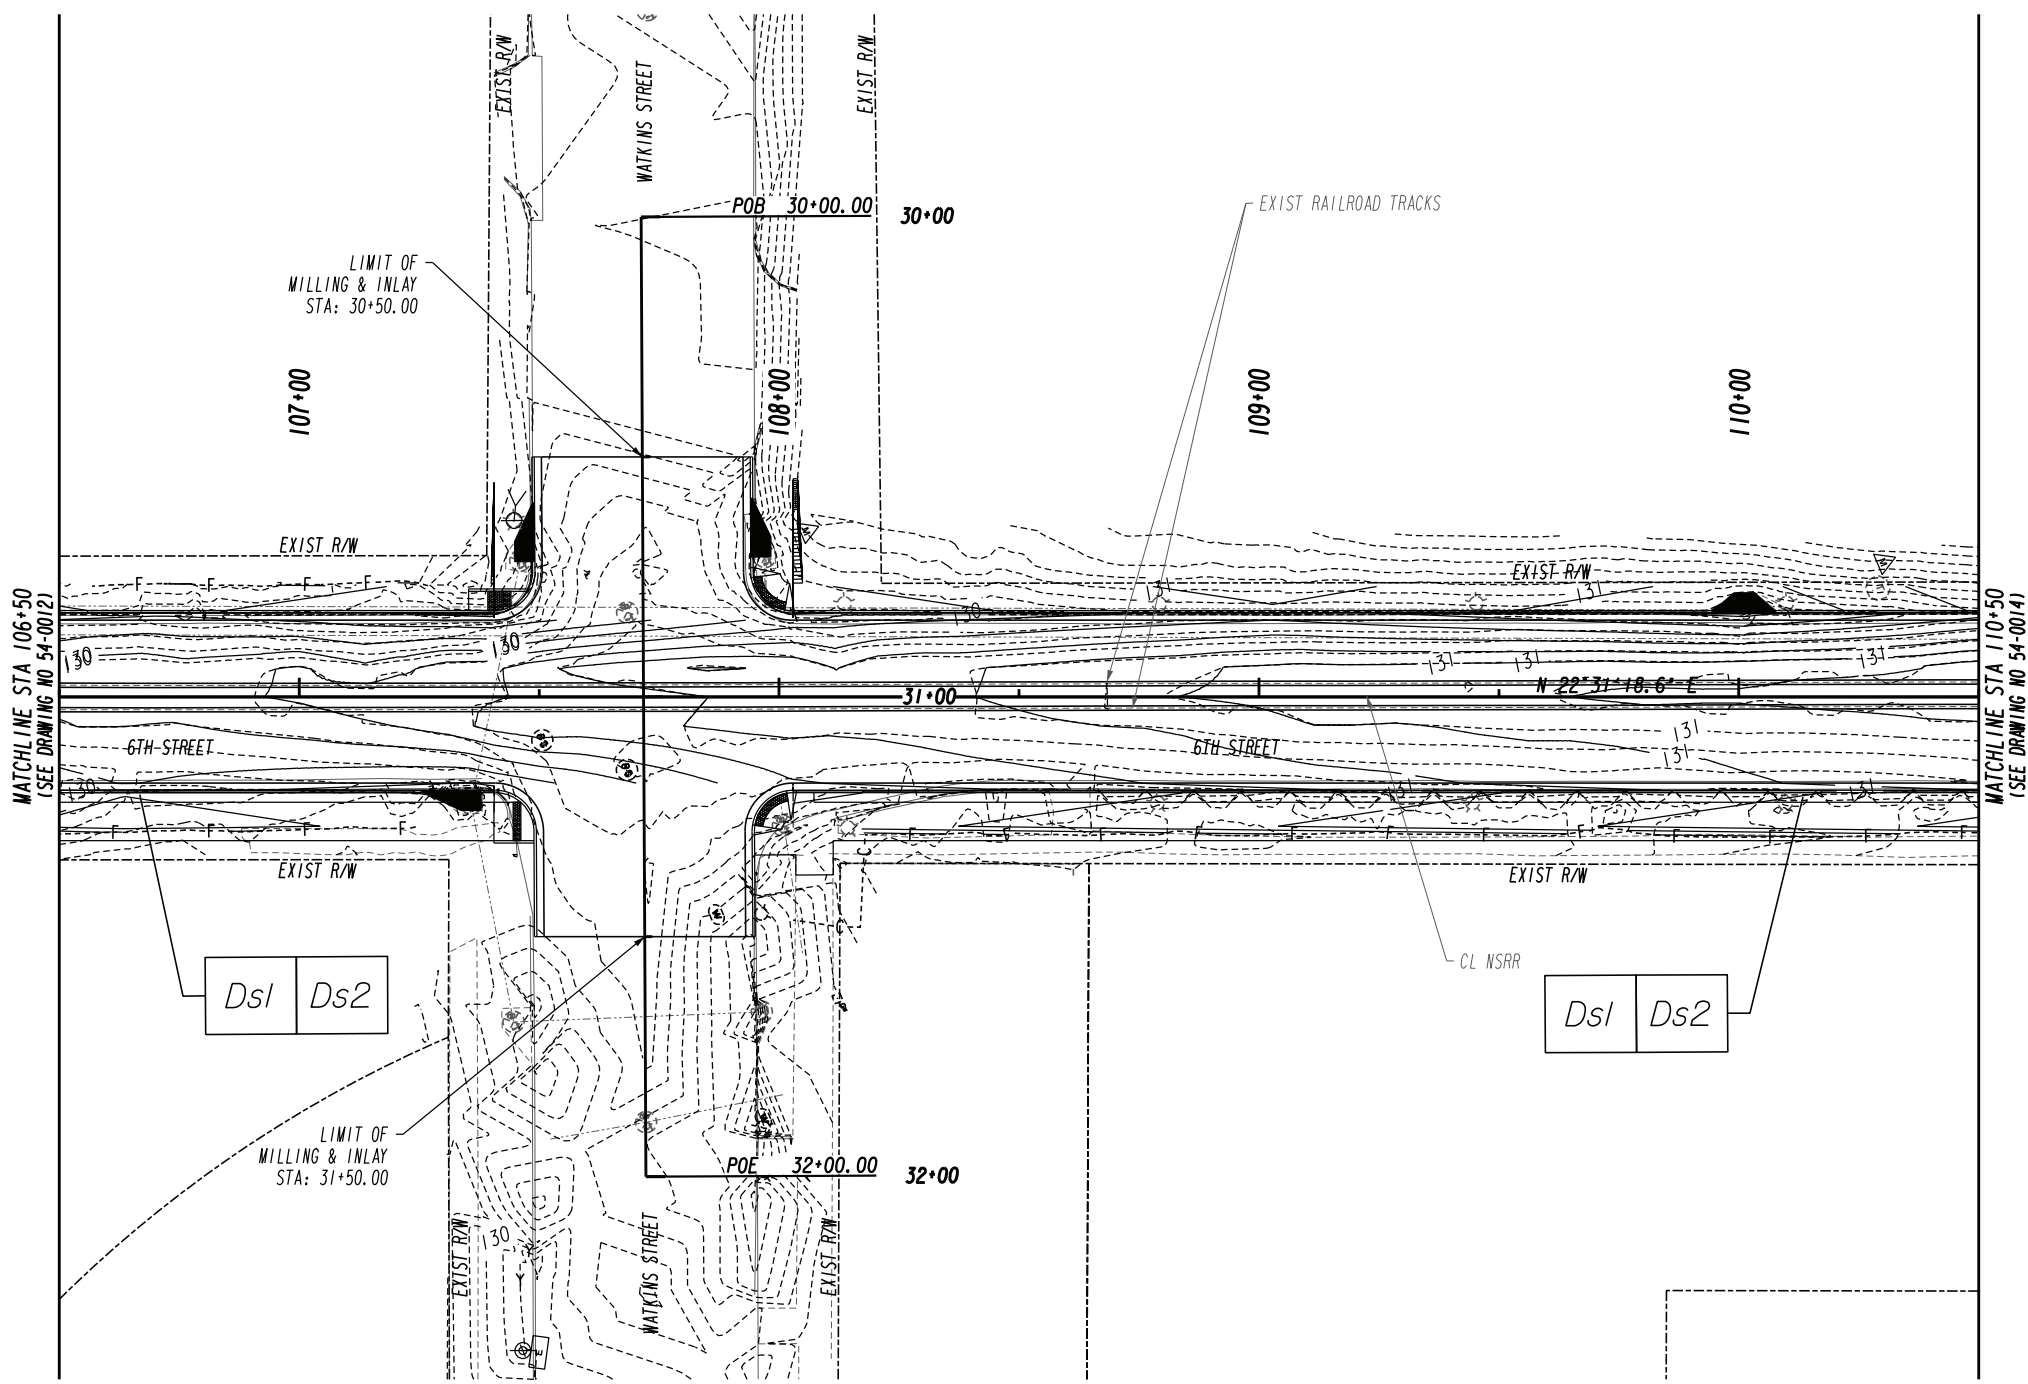 EXIST R/W
WATKINS STREET
EXIST R/W
POB 30+00.00
30+00
EXIST RAILROAD TRACKS
LIMIT OF
MILLING & INLAY
STA: 30+50.00
107+00
108+00
109+00
110+00
EXIST R/W
EXIST R/W
F F F F
131
131
130
MATCHLINE STA 106+50
(SEE DRAWING NO 54-0012)
MATCHLINE STA 110+50
(SEE DRAWING NO 54-0014)
130
130
131
131
131
31+00
N 22°31'18.6" E
6TH STREET
6TH STREET
131
131
130
131
131
F F F F
F F F F F F F F F F F F
C
C
EXIST R/W
EXIST R/W
CL NSRR
Ds1 Ds2
Ds1 Ds2
LIMIT OF
MILLING & INLAY
STA: 31+50.00
POE 32+00.00
32+00
130
EXIST R/W
WATKINS STREET
EXIST R/W
E